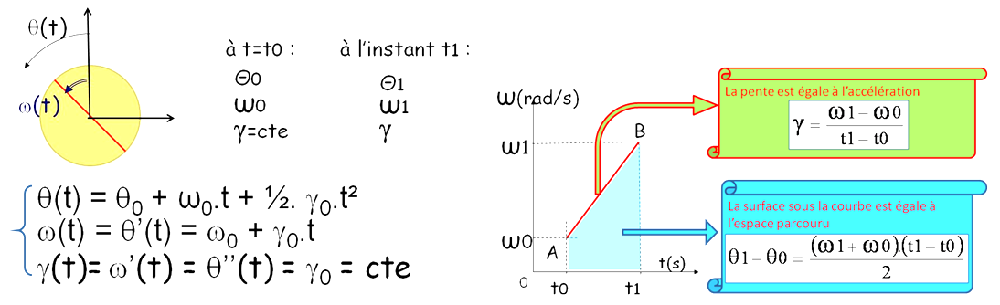 θ(t)
ω(t)
à t=t0 :
Θ0
ω0
γ=cte
à l'instant t1 :
Θ1
ω1
γ
θ(t) = θ₀ + ω₀.t + ½. γ₀.t²
ω(t) = θ'(t) = ω₀ + γ₀.t
γ(t)= ω'(t) = θ''(t) = γ₀ = cte
ω(rad/s)
ω1
B
ω0
A
t(s)
0
t0
t1
La pente est égale à l'accélération
γ = (ω1 − ω0) / (t1 − t0)
La surface sous la courbe est égale à
l'espace parcouru
θ1 − θ0 = (ω1 + ω0).(t1 − t0) / 2